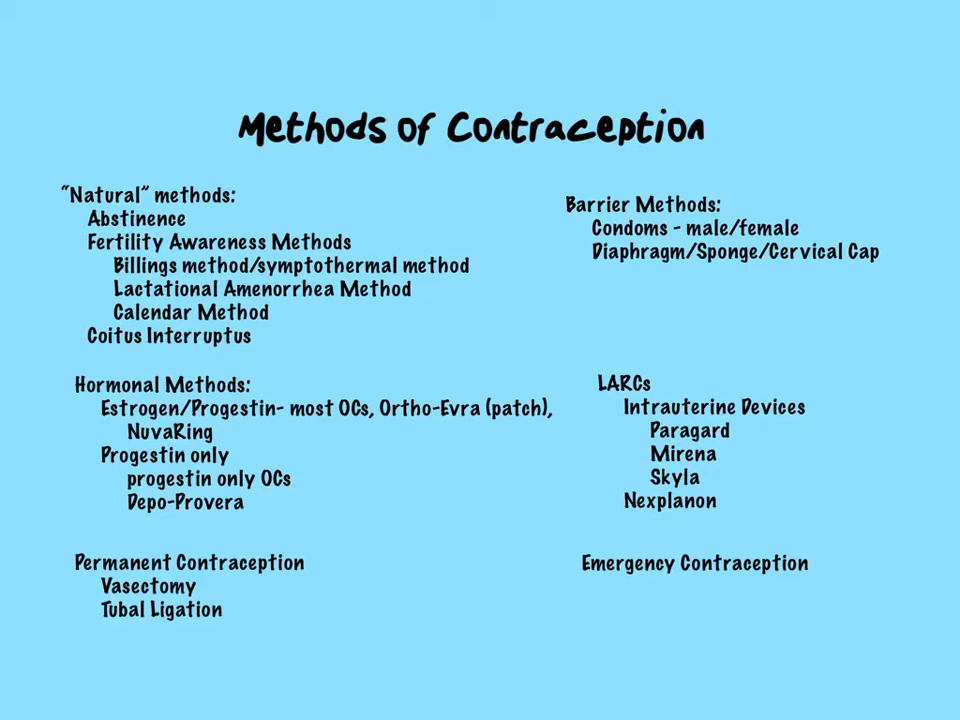 Methods of Contraception
"Natural" methods:
Abstinence
Fertility Awareness Methods
Billings method/symptothermal method
Lactational Amenorrhea Method
Calendar Method
Coitus Interruptus
Barrier Methods:
Condoms - male/female
Diaphragm/Sponge/Cervical Cap
Hormonal Methods:
Estrogen/Progestin- most OCs, Ortho-Evra (patch),
NuvaRing
Progestin only
progestin only OCs
Depo-Provera
LARCs
Intrauterine Devices
Paragard
Mirena
Skyla
Nexplanon
Permanent Contraception
Vasectomy
Tubal Ligation
Emergency Contraception